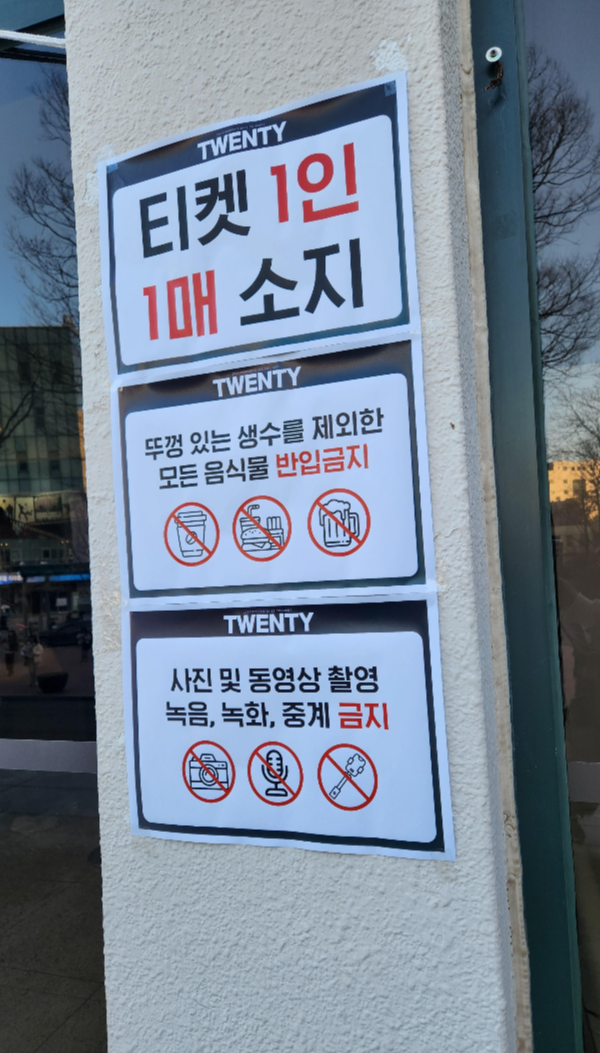 TWENTY
티켓 1인
1매 소지
TWENTY
뚜껑 있는 생수를 제외한
모든 음식물 반입금지
TWENTY
사진 및 동영상 촬영
녹음, 녹화, 중계 금지